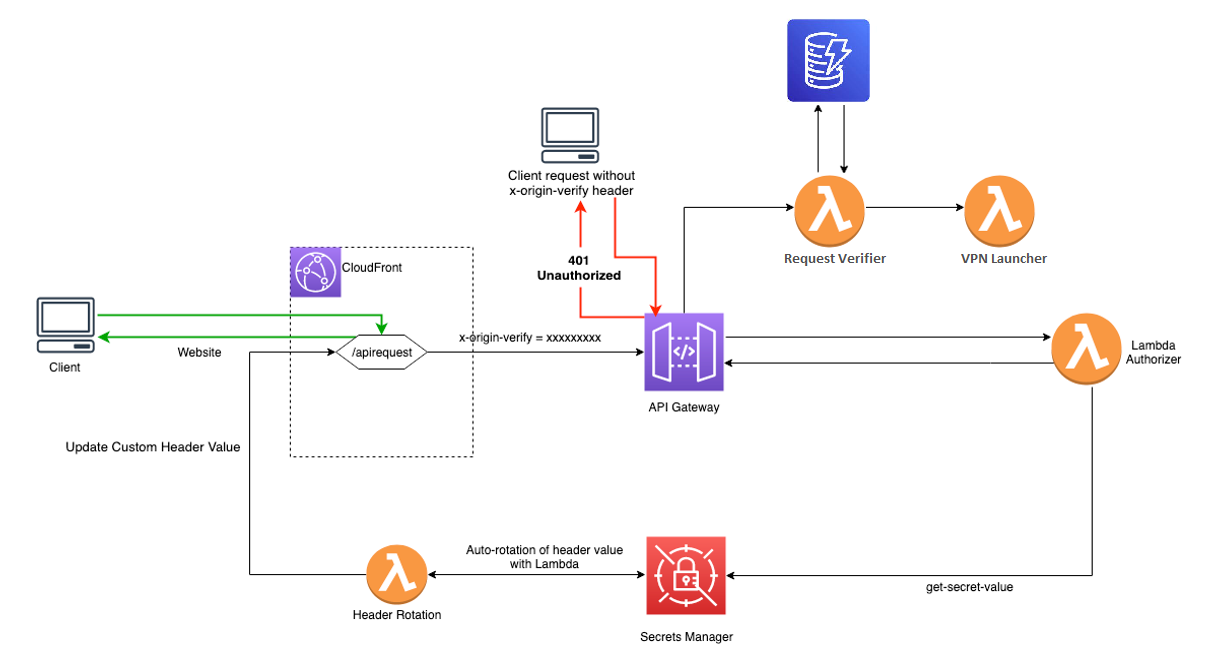 Client request without
x-origin-verify header
401
Unauthorized
Request Verifier
VPN Launcher
CloudFront
Client
Website
/apirequest
x-origin-verify = xxxxxxxxx
</>
API Gateway
Lambda
Authorizer
Update Custom Header Value
Auto-rotation of header value
with Lambda
Header Rotation
Secrets Manager
get-secret-value